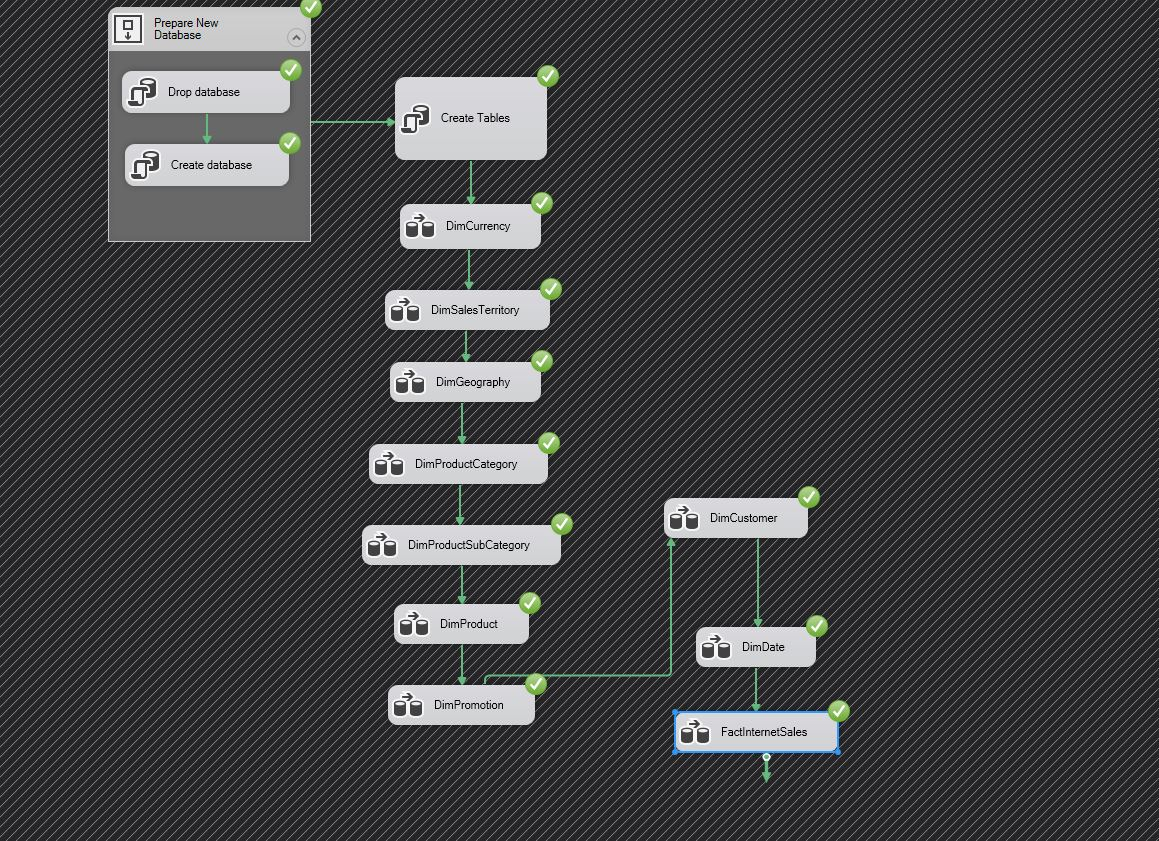 Prepare New
Database
Drop database
Create database
Create Tables
DimCurrency
DimSalesTerritory
DimGeography
DimProductCategory
DimProductSubCategory
DimProduct
DimPromotion
DimCustomer
DimDate
FactInternetSales